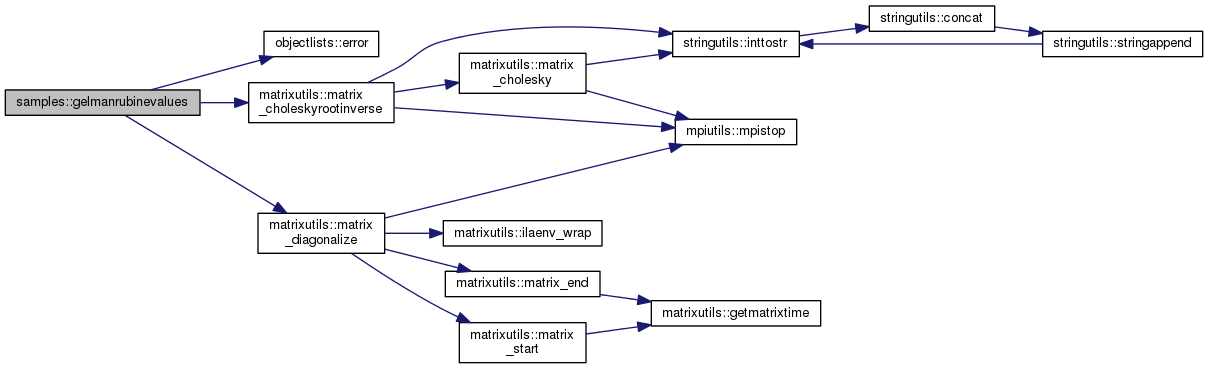 stringutils::concat
objectlists::error
stringutils::inttostr
stringutils::stringappend
matrixutils::matrix
_cholesky
samples::gelmanrubinevalues
matrixutils::matrix
_choleskyrootinverse
mpiutils::mpistop
matrixutils::matrix
_diagonalize
matrixutils::ilaenv_wrap
matrixutils::matrix_end
matrixutils::getmatrixtime
matrixutils::matrix
_start